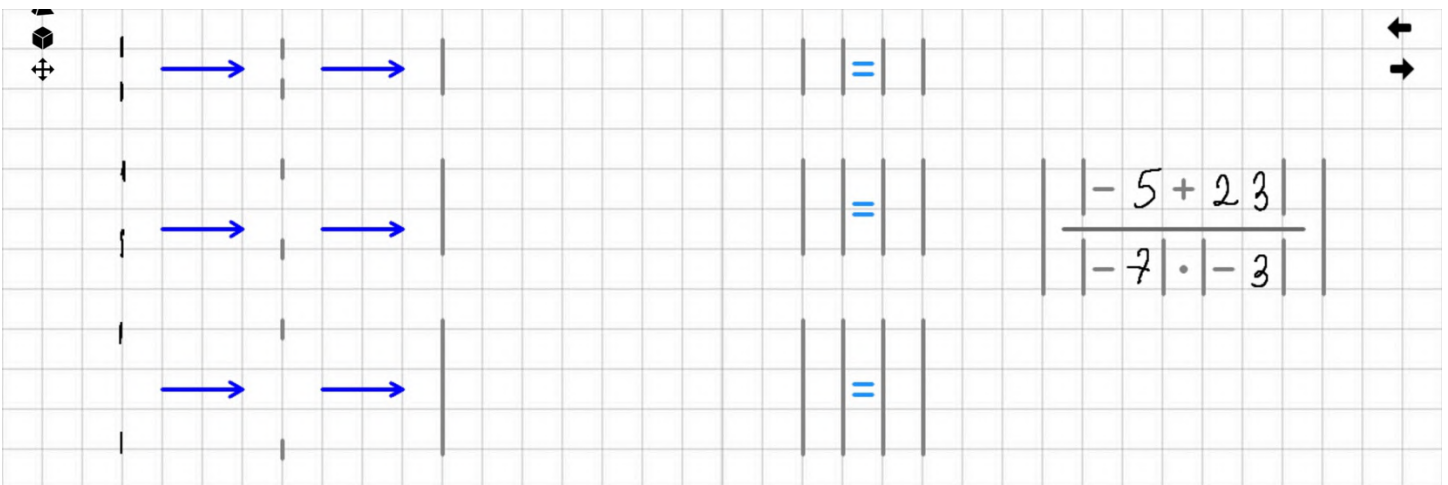 | | = | |
| | = | |
| |-5+23| |
| |-7|·|-3| |
| | = | |